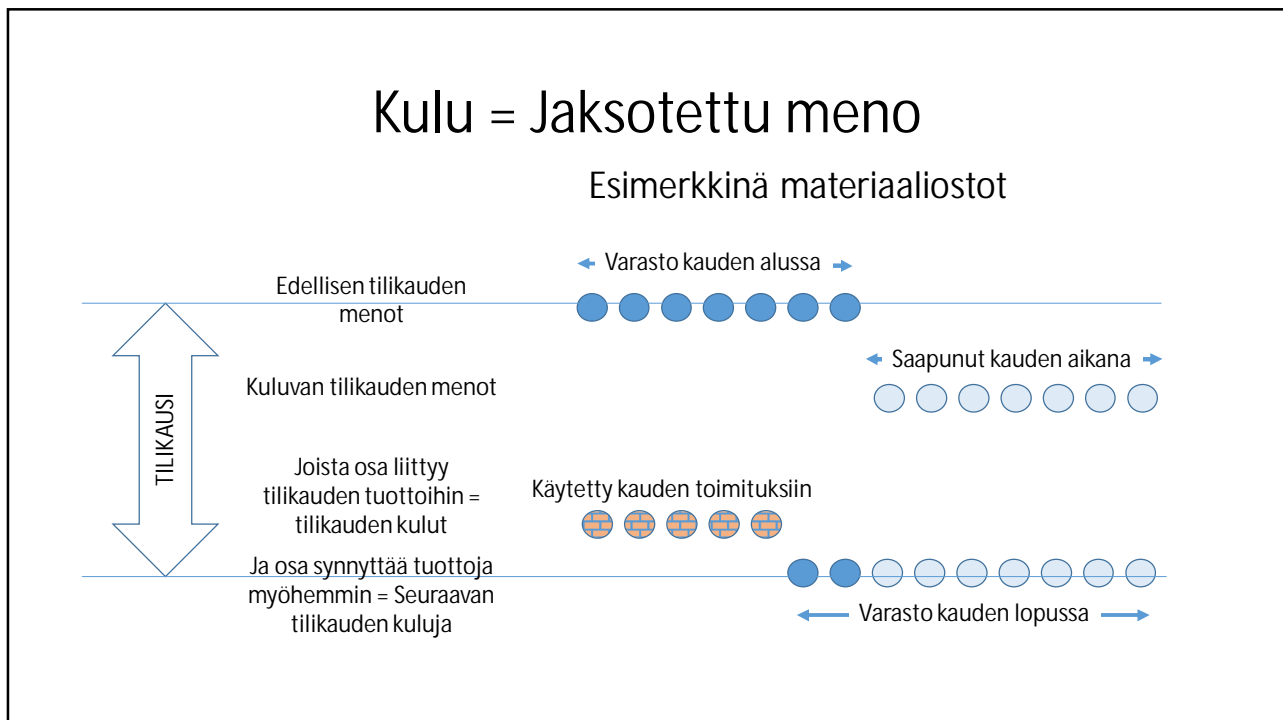 Kulu = Jaksotettu meno
Esimerkkinä materiaaliostot
Varasto kauden alussa
Edellisen tilikauden
menot
Saapunut kauden aikana
Kuluvan tilikauden menot
TILIKAUSI
Joista osa liittyy
tilikauden tuottoihin =
tilikauden kulut
Käytetty kauden toimituksiin
Ja osa synnyttää tuottoja
myöhemmin = Seuraavan
tilikauden kuluja
Varasto kauden lopussa